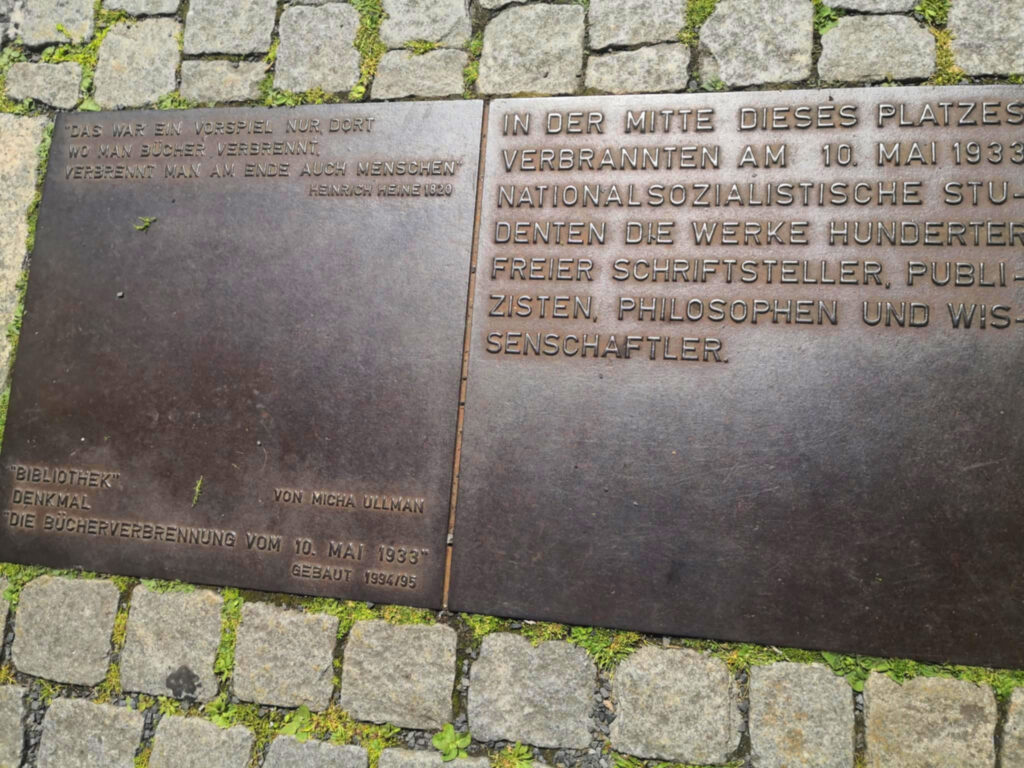 "DAS WAR EIN VORSPIEL NUR, DORT
WO MAN BÜCHER VERBRENNT,
VERBRENNT MAN AM ENDE AUCH MENSCHEN"
HEINRICH HEINE 1820
"BIBLIOTHEK"
DENKMAL VON MICHA ULLMAN
"DIE BÜCHERVERBRENNUNG VOM 10. MAI 1933"
GEBAUT 1994/95
IN DER MITTE DIESES PLATZES
VERBRANNTEN AM 10. MAI 1933
NATIONALSOZIALISTISCHE STU-
DENTEN DIE WERKE HUNDERTER
FREIER SCHRIFTSTELLER, PUBLI-
ZISTEN, PHILOSOPHEN UND WIS-
SENSCHAFTLER.